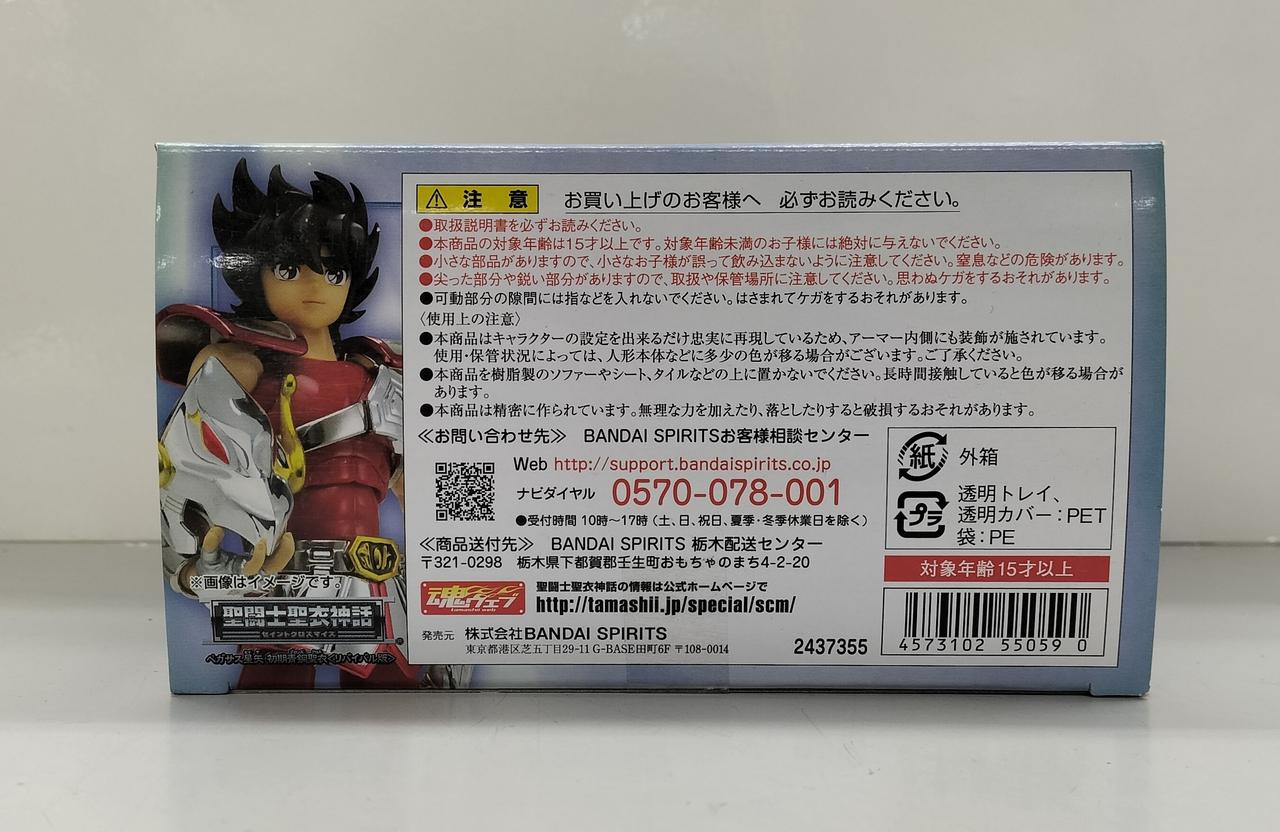 注 意 お買い上げのお客様へ 必ずお読みください。
●取扱説明書を必ずお読みください。
●本商品の対象年齢は15才以上です。対象年齢未満のお子様には絶対に与えないでください。
●小さな部品がありますので、小さなお子様が誤って飲み込まないように注意してください。窒息などの危険があります。
●尖った部分や鋭い部分がありますので、取扱や保管場所に注意してください。思わぬケガをするおそれがあります。
●可動部分の隙間には指などを入れないでください。はさまれてケガをするおそれがあります。
〈使用上の注意〉
●本商品はキャラクターの設定を出来るだけ忠実に再現しているため、アーマー内側にも装飾が施されています。
使用・保管状況によっては、人形本体などに多少の色が移る場合がございます。ご了承ください。
●本商品を樹脂製のソファーやシート、タイルなどの上に置かないでください。長時間接触していると色が移る場合が
あります。
●本商品は精密に作られています。無理な力を加えたり、落としたりすると破損するおそれがあります。
≪お問い合わせ先≫ BANDAI SPIRITSお客様相談センター
Web http://support.bandaispirits.co.jp
ナビダイヤル 0570-078-001
●受付時間 10時～17時（土、日、祝日、夏季・冬季休業日を除く）
≪商品送付先≫ BANDAI SPIRITS 栃木配送センター
〒321-0298 栃木県下都賀郡壬生町おもちゃのまち4-2-20
魂ウェブ
tamashii web
聖闘士聖衣神話の情報は公式ホームページで
http://tamashii.jp/special/scm/
発売元 株式会社BANDAI SPIRITS
東京都港区芝五丁目29-11 G-BASE田町6F 〒108-0014
2437355
紙 外箱
プラ 透明トレイ、
透明カバー：PET
袋：PE
対象年齢15才以上
4573102 55059 0
※画像はイメージです。
聖闘士聖衣神話
セイントクロスマイス
ペガサス星矢（初期青銅聖衣）＜リバイバル版＞